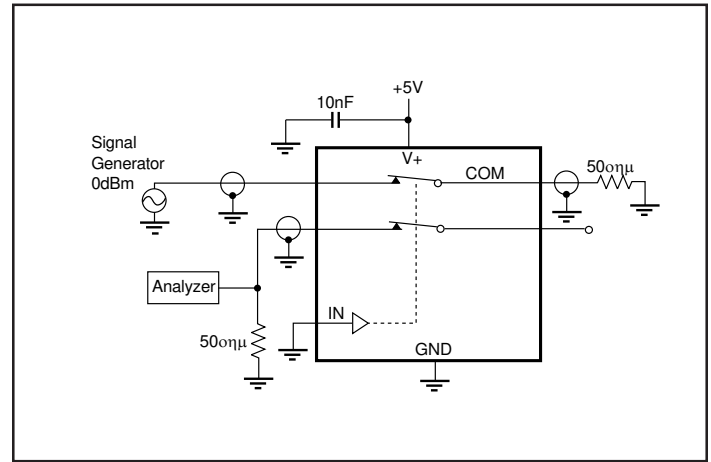 +5V
10nF
Signal
Generator
0dBm
V+
COM
50οημ
Analyzer
IN
50οημ
GND